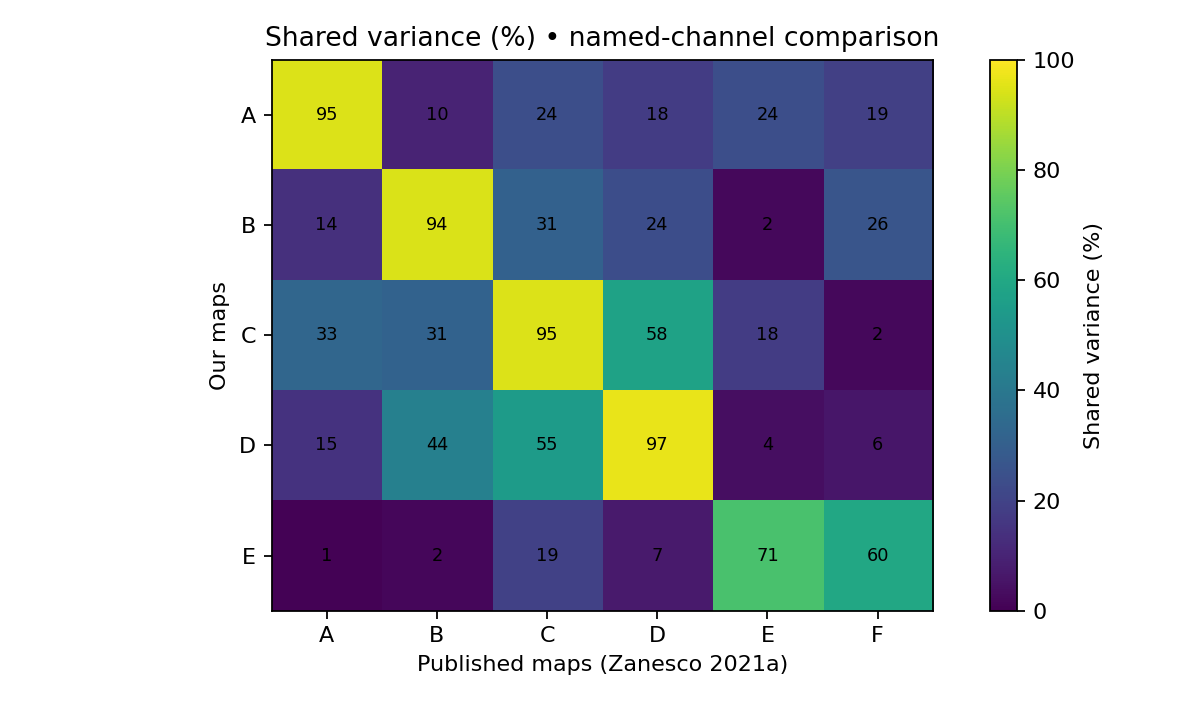 Shared variance (%) • named-channel comparison
A 95 10 24 18 24 19
B 14 94 31 24 2 26
C 33 31 95 58 18 2
D 15 44 55 97 4 6
E 1 2 19 7 71 60
A B C D E F
Published maps (Zanesco 2021a)
Our maps
100
80
60
40
20
0
Shared variance (%)